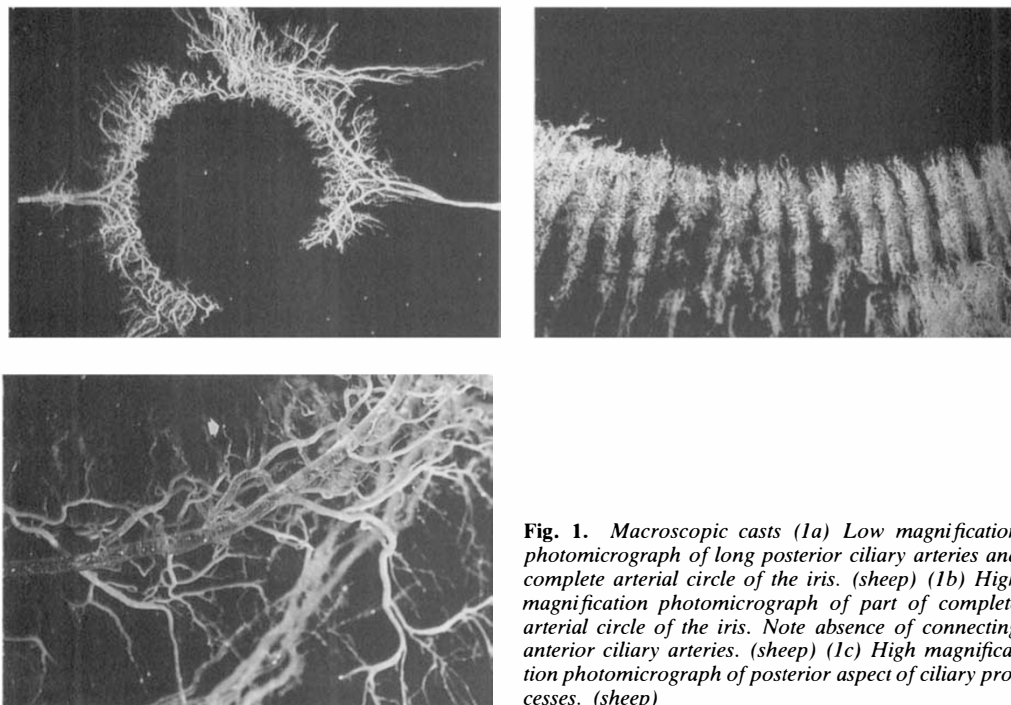 Fig. 1. Macroscopic casts (1a) Low magnification
photomicrograph of long posterior ciliary arteries and
complete arterial circle of the iris. (sheep) (1b) High
magnification photomicrograph of part of complete
arterial circle of the iris. Note absence of connecting
anterior ciliary arteries. (sheep) (1c) High magnifica-
tion photomicrograph of posterior aspect of ciliary pro-
cesses. (sheep)